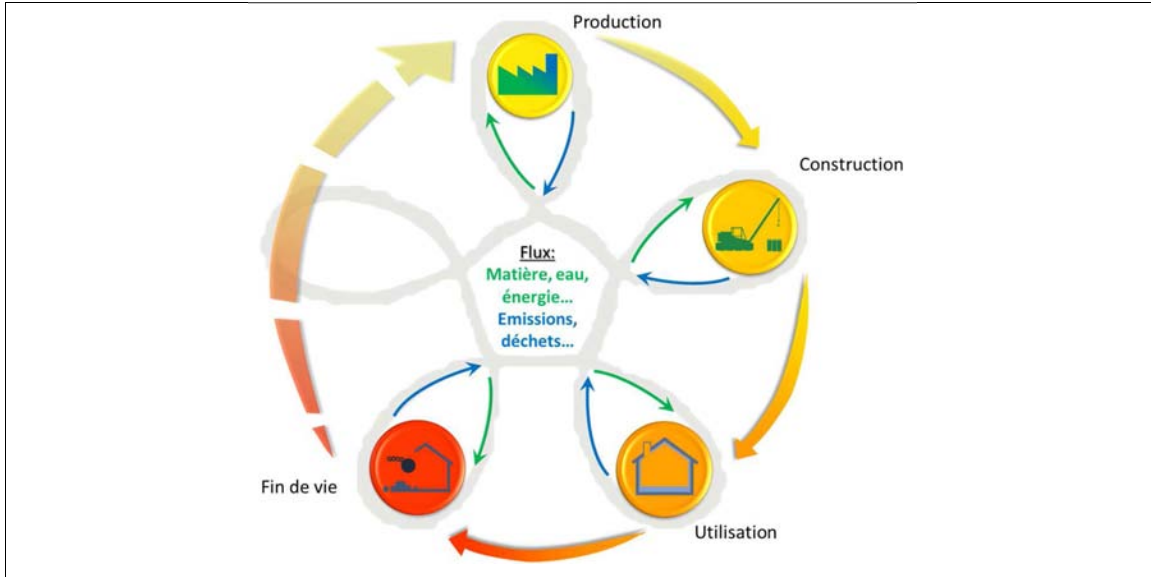 Production
Construction
Flux:
Matière, eau,
énergie...
Emissions,
déchets...
Fin de vie
Utilisation